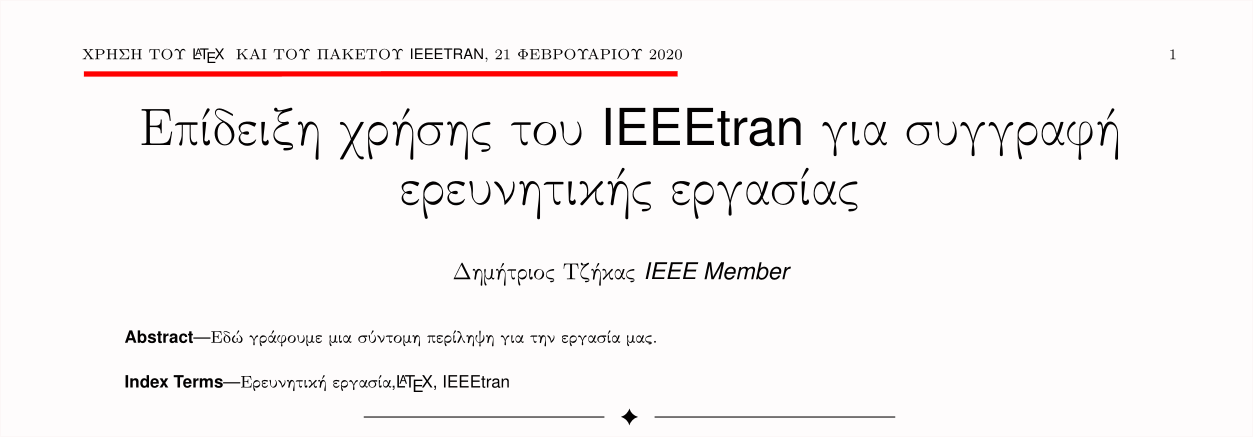 ΧΡΗΣΗ ΤΟΥ LATEX ΚΑΙ ΤΟΥ ΠΑΚΕΤΟΥ IEEETRAN, 21 ΦΕΒΡΟΥΑΡΙΟΥ 2020 1
Επίδειξη χρήσης του IEEEtran για συγγραφή
ερευνητικής εργασίας
Δημήτριος Τζήκας IEEE Member
Abstract—Εδώ γράφουμε μια σύντομη περίληψη για την εργασία μας.
Index Terms—Ερευνητική εργασία,LATEX, IEEEtran